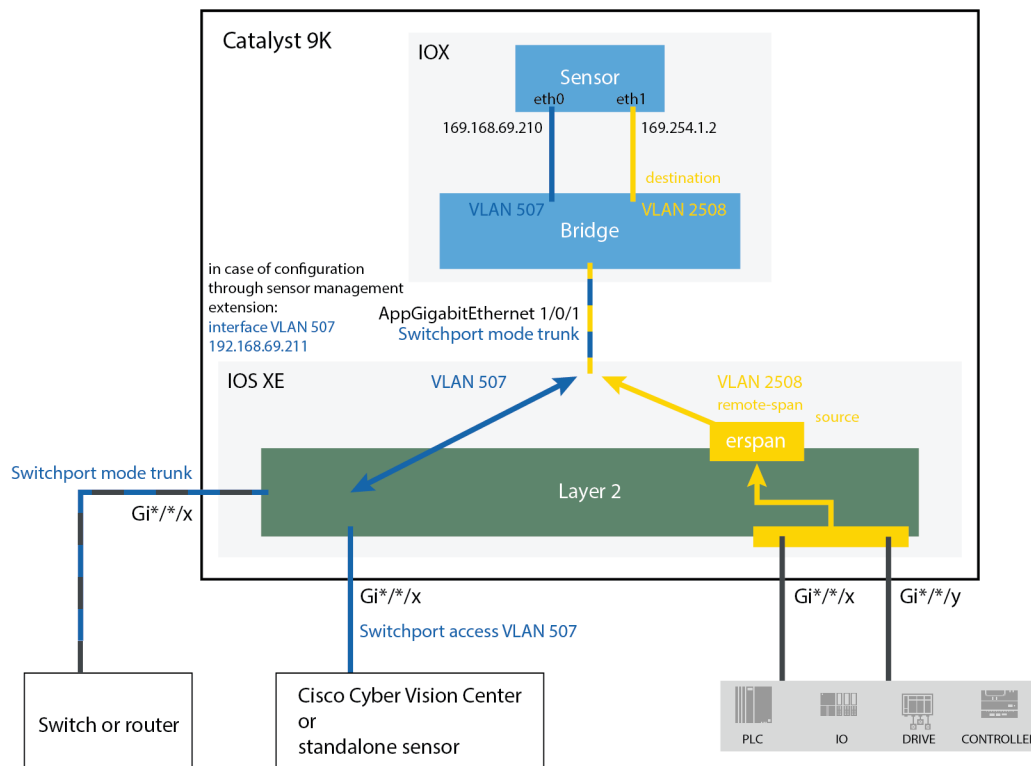 Catalyst 9K
IOX
Sensor
eth0
eth1
169.168.69.210
169.254.1.2
destination
VLAN 507
VLAN 2508
Bridge
in case of configuration
through sensor management
extension:
interface VLAN 507
192.168.69.211
AppGigabitEthernet 1/0/1
Switchport mode trunk
IOS XE
VLAN 507
VLAN 2508
remote-span
source
erspan
Layer 2
Switchport mode trunk
Gi*/*/x
Gi*/*/x
Switchport access VLAN 507
Gi*/*/x
Gi*/*/y
Switch or router
Cisco Cyber Vision Center
or
standalone sensor
PLC
IO
DRIVE
CONTROLLER